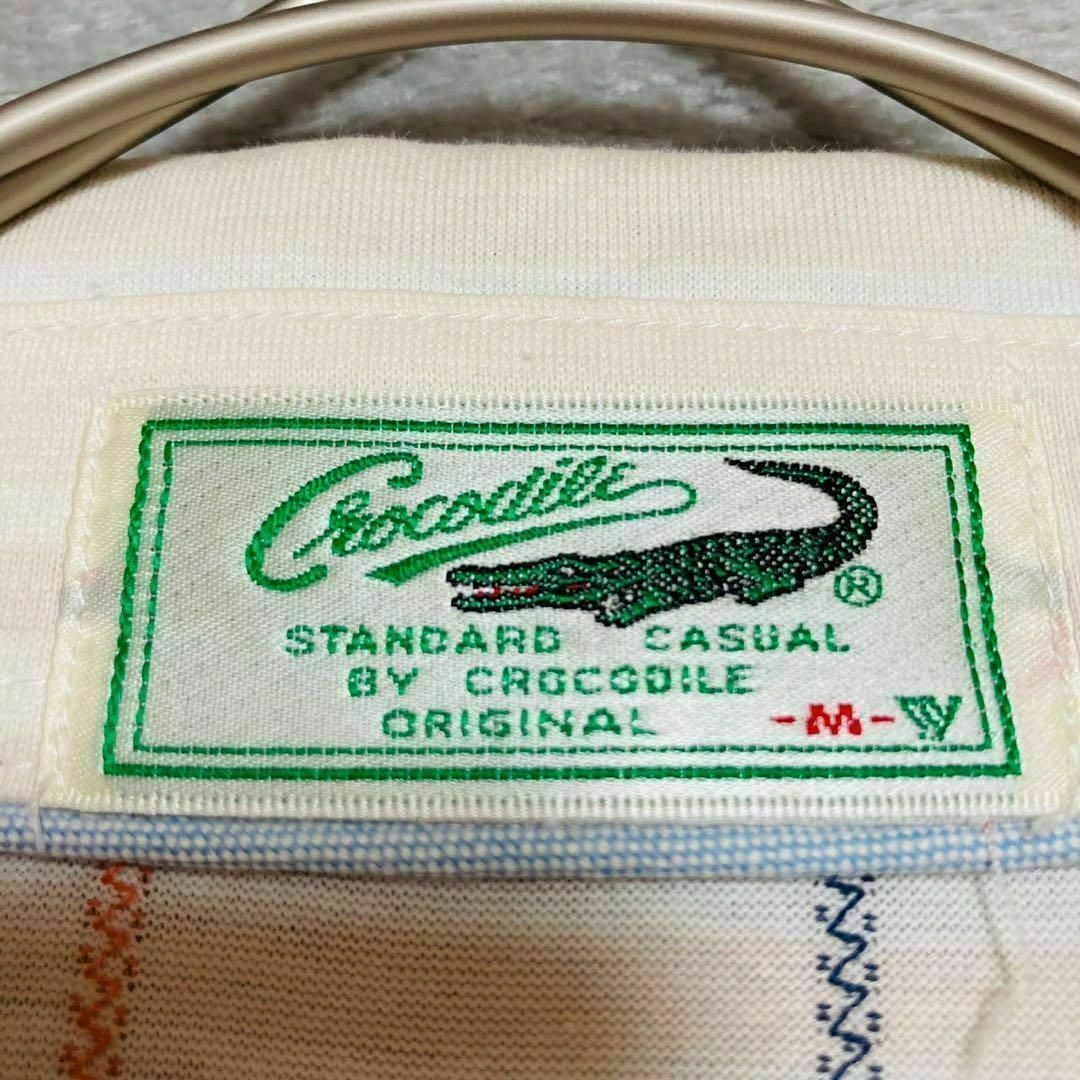 Crocodile
®
STANDARD CASUAL
BY CROCODILE
ORIGINAL -M-